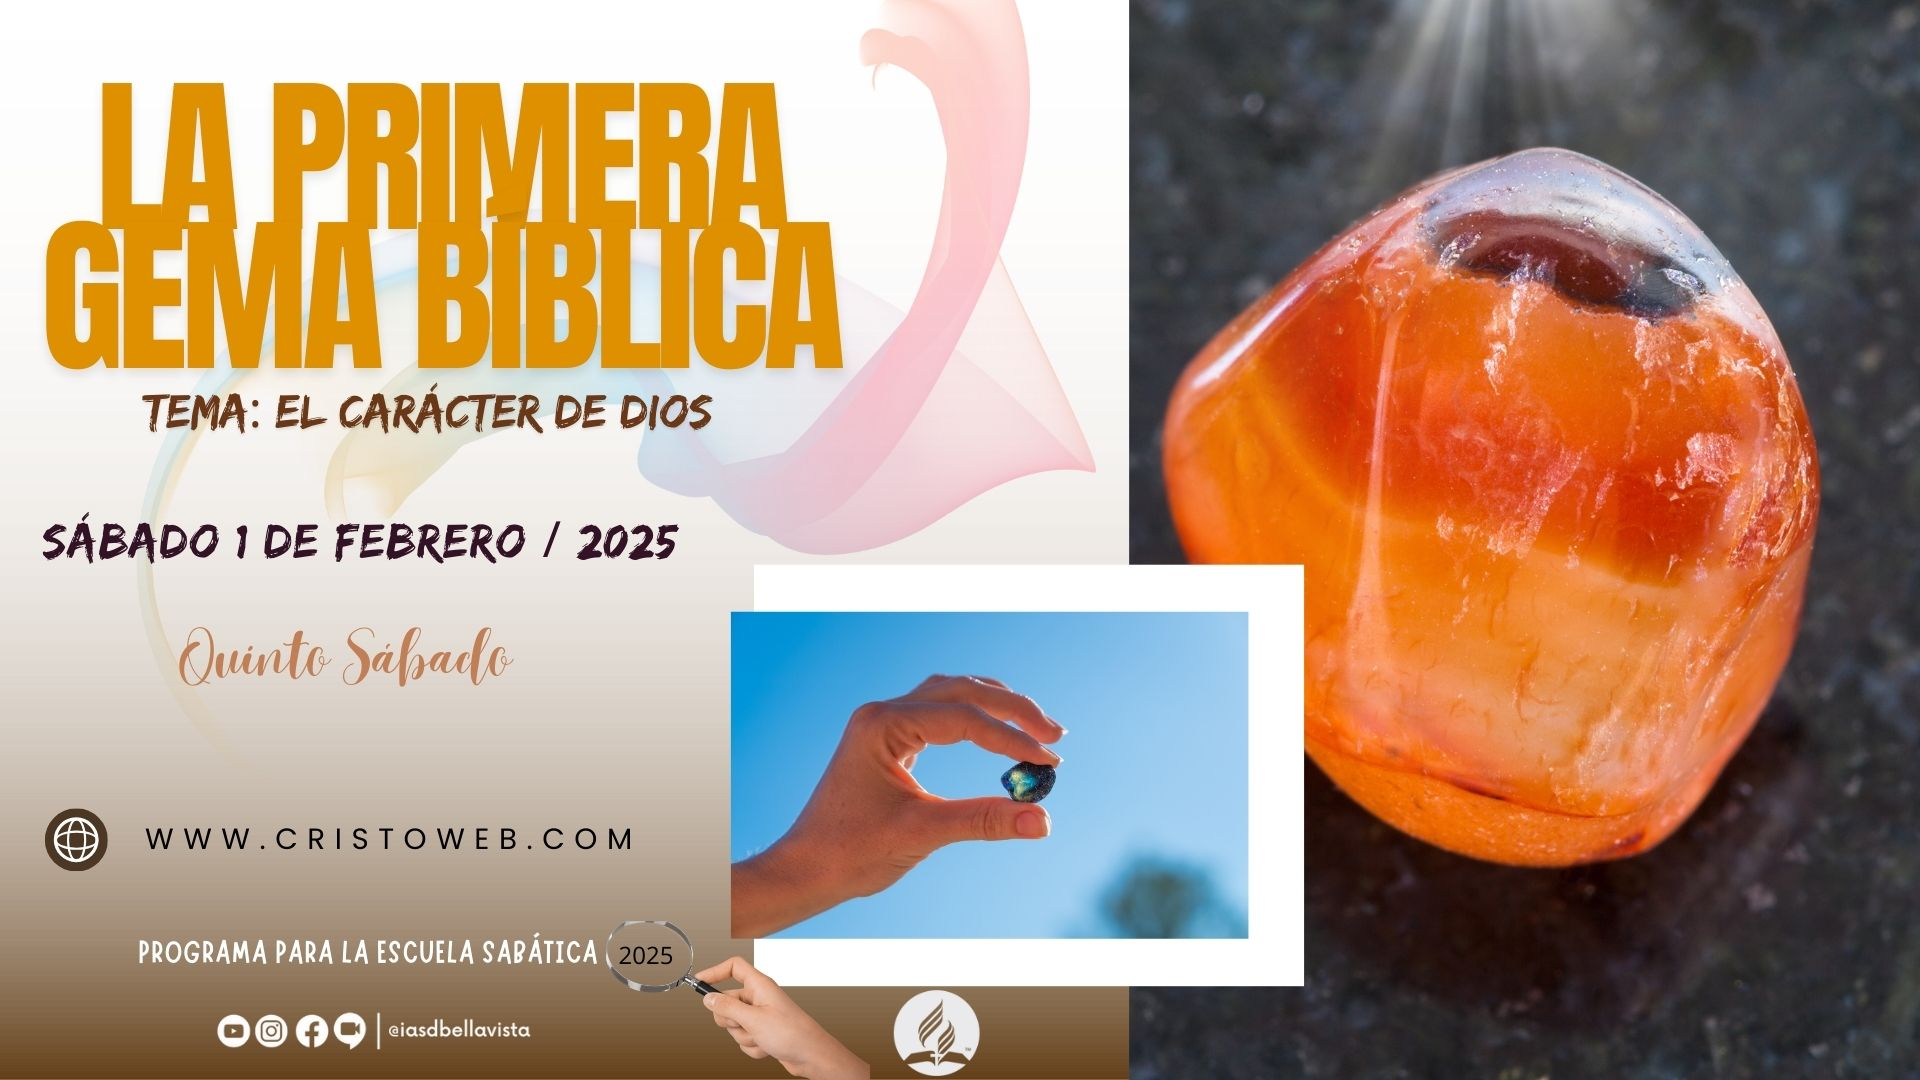 LA PRIMERA
GEMA BÍBLICA
TEMA: EL CARÁCTER DE DIOS
SÁBADO 1 DE FEBRERO / 2025
Quinto Sábado
WWW.CRISTOWEB.COM
PROGRAMA PARA LA ESCUELA SABÁTICA 2025
@iasdbellavista